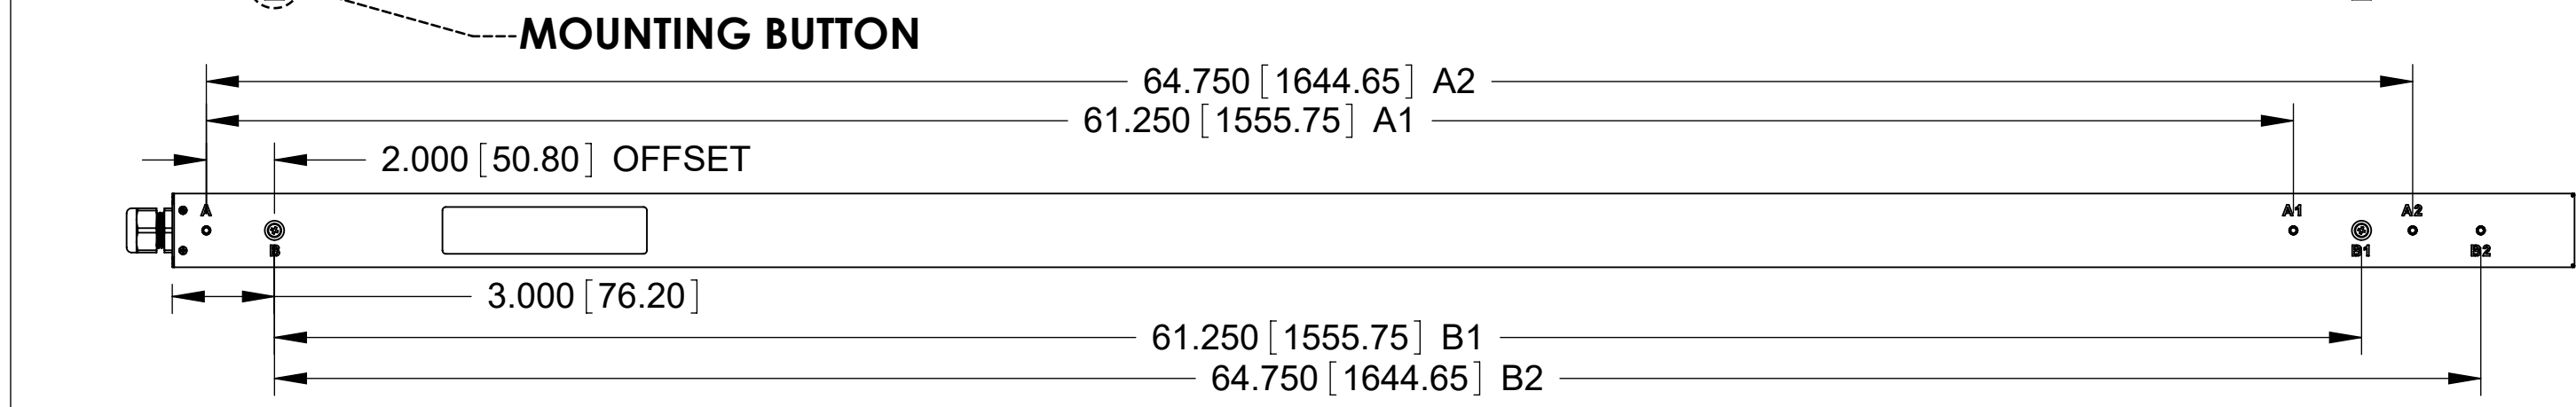 MOUNTING BUTTON
64.750 [1644.65] A2
61.250 [1555.75] A1
2.000 [50.80] OFFSET
A A1 A2
B B1 B2
3.000 [76.20]
61.250 [1555.75] B1
64.750 [1644.65] B2